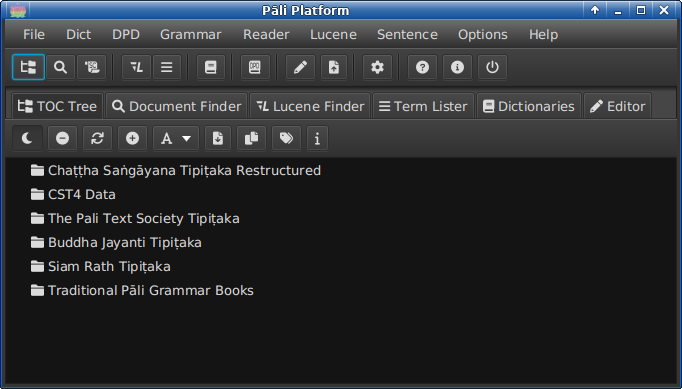 Pāli Platform
File Dict DPD Grammar Reader Lucene Sentence Options Help
TOC Tree Document Finder Lucene Finder Term Lister Dictionaries Editor
A
Chaṭṭha Saṅgāyana Tipiṭaka Restructured
CST4 Data
The Pali Text Society Tipiṭaka
Buddha Jayanti Tipiṭaka
Siam Rath Tipiṭaka
Traditional Pāli Grammar Books